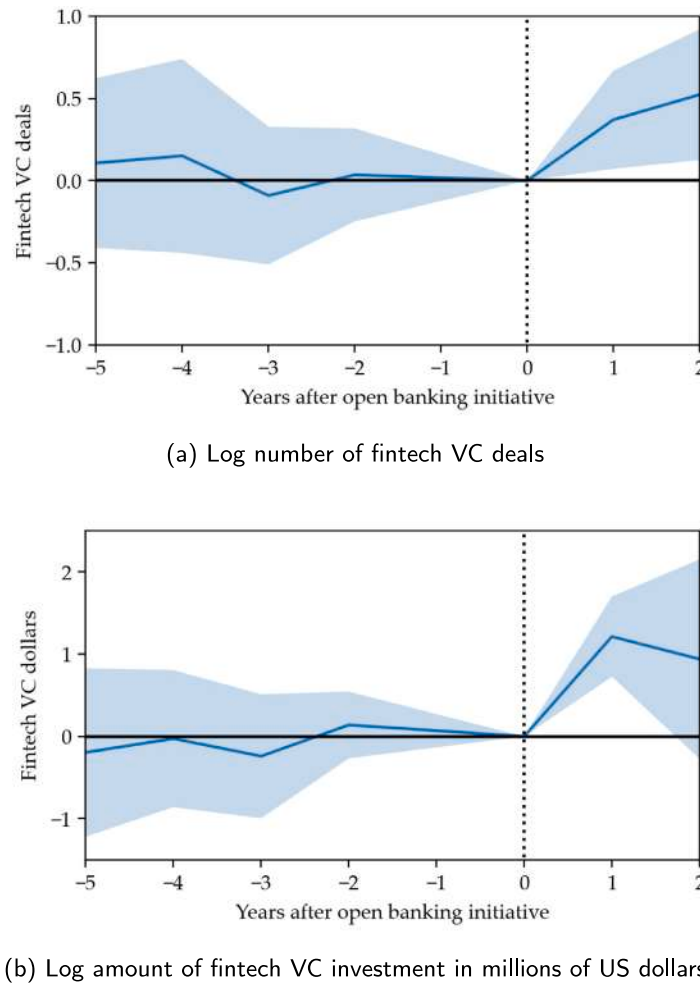 Fintech VC deals
1.0
0.5
0.0
−0.5
−1.0
−5 −4 −3 −2 −1 0 1 2
Years after open banking initiative
(a) Log number of fintech VC deals
Fintech VC dollars
2
1
0
−1
−5 −4 −3 −2 −1 0 1 2
Years after open banking initiative
(b) Log amount of fintech VC investment in millions of US dollars